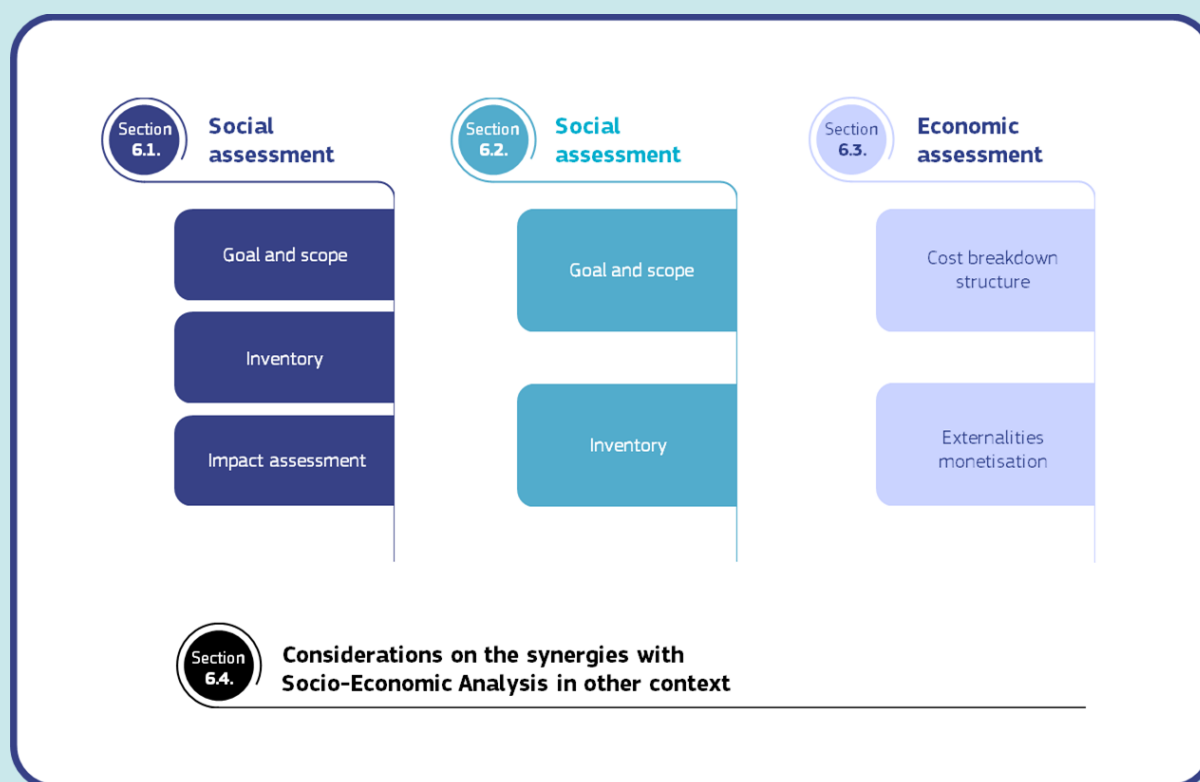 Section
6.1.
Social
assessment
Goal and scope
Inventory
Impact assessment
Section
6.2.
Social
assessment
Goal and scope
Inventory
Section
6.3.
Economic
assessment
Cost breakdown
structure
Externalities
monetisation
Section
6.4.
Considerations on the synergies with
Socio-Economic Analysis in other context